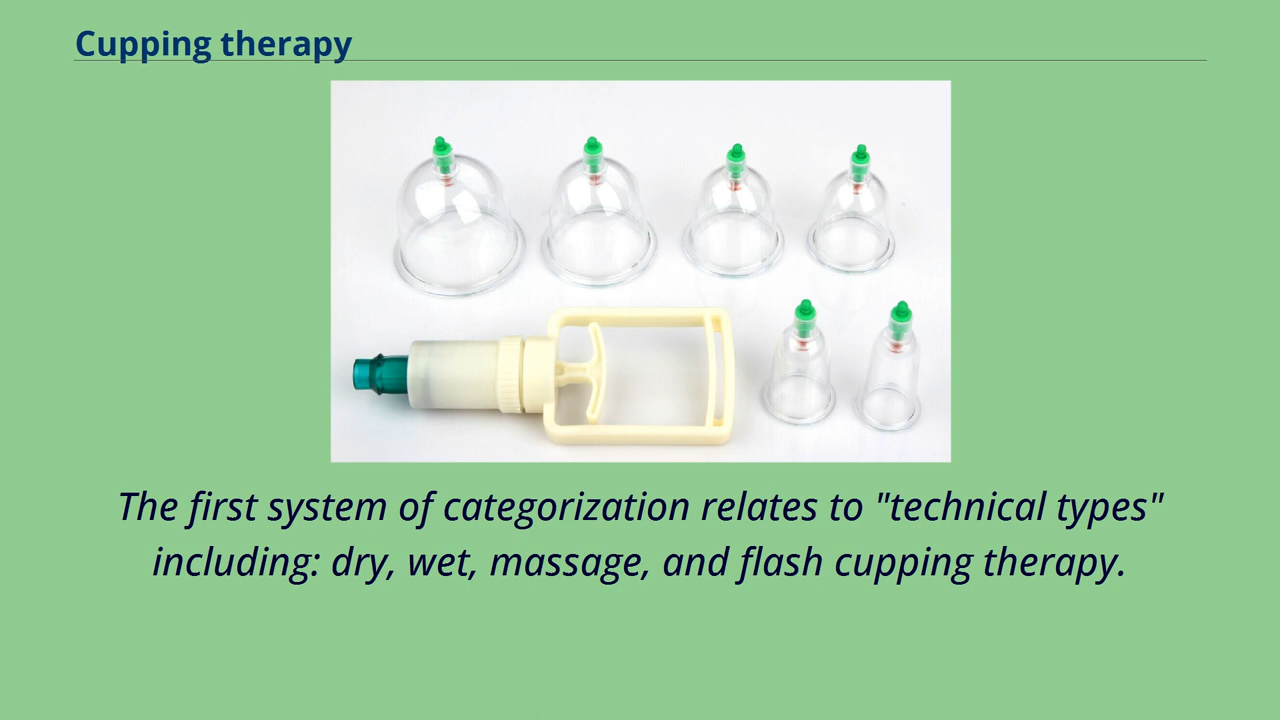 Cupping therapy
The first system of categorization relates to "technical types"
including: dry, wet, massage, and flash cupping therapy.